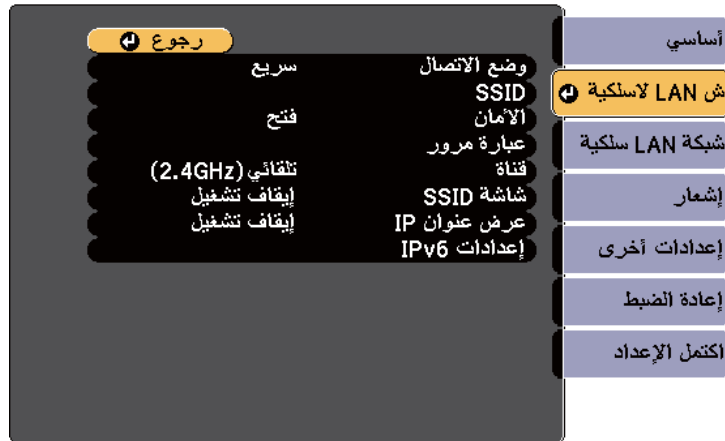 أساسي
ش LAN لاسلكية
شبكة LAN سلكية
إشعار
إعدادات أخرى
إعادة الضبط
اكتمل الإعداد
رجوع
وضع الاتصال سريع
SSID
الأمان فتح
عبارة مرور
قناة تلقائي (2.4GHz)
شاشة SSID إيقاف تشغيل
عرض عنوان IP إيقاف تشغيل
إعدادات IPv6